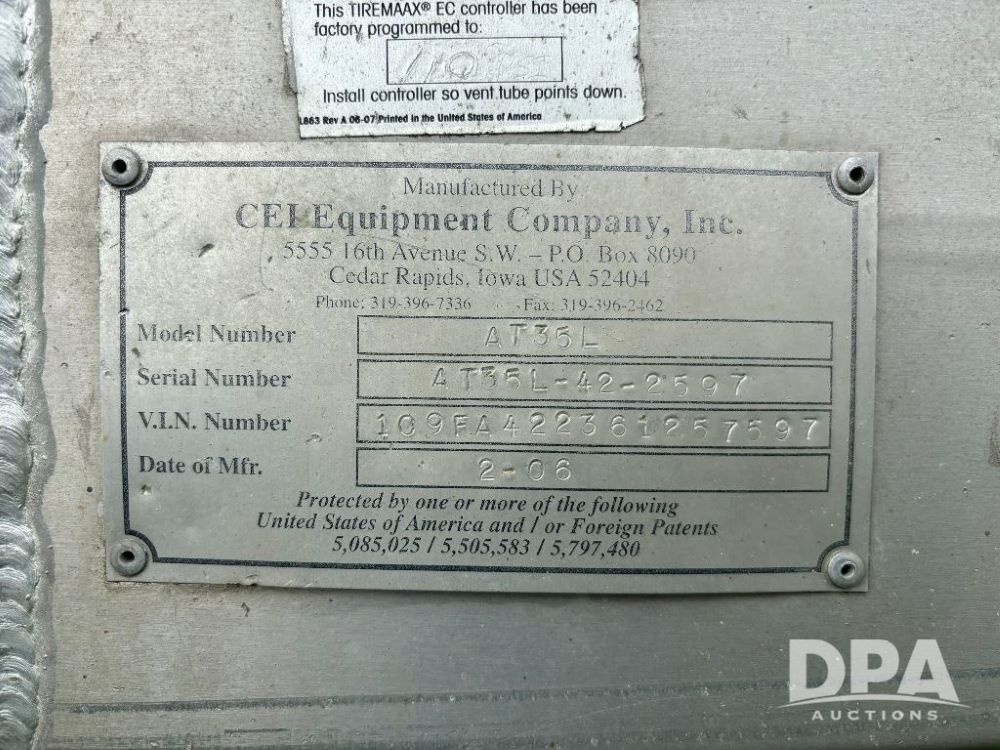 This TIREMAAX® EC controller has been
factory programmed to:
110 PSI
Install controller so vent tube points down.
L863 Rev A 06-07 Printed in the United States of America
Manufactured By
CEI Equipment Company, Inc.
5555 16th Avenue S.W. – P.O. Box 8090
Cedar Rapids, Iowa USA 52404
Phone: 319-396-7336 Fax: 319-396-2462
Model Number AT35L
Serial Number AT35L-42-2597
V.I.N. Number 1G9FA422361257597
Date of Mfr. 2-06
Protected by one or more of the following
United States of America and / or Foreign Patents
5,085,025 / 5,505,583 / 5,797,480
DPA
AUCTIONS